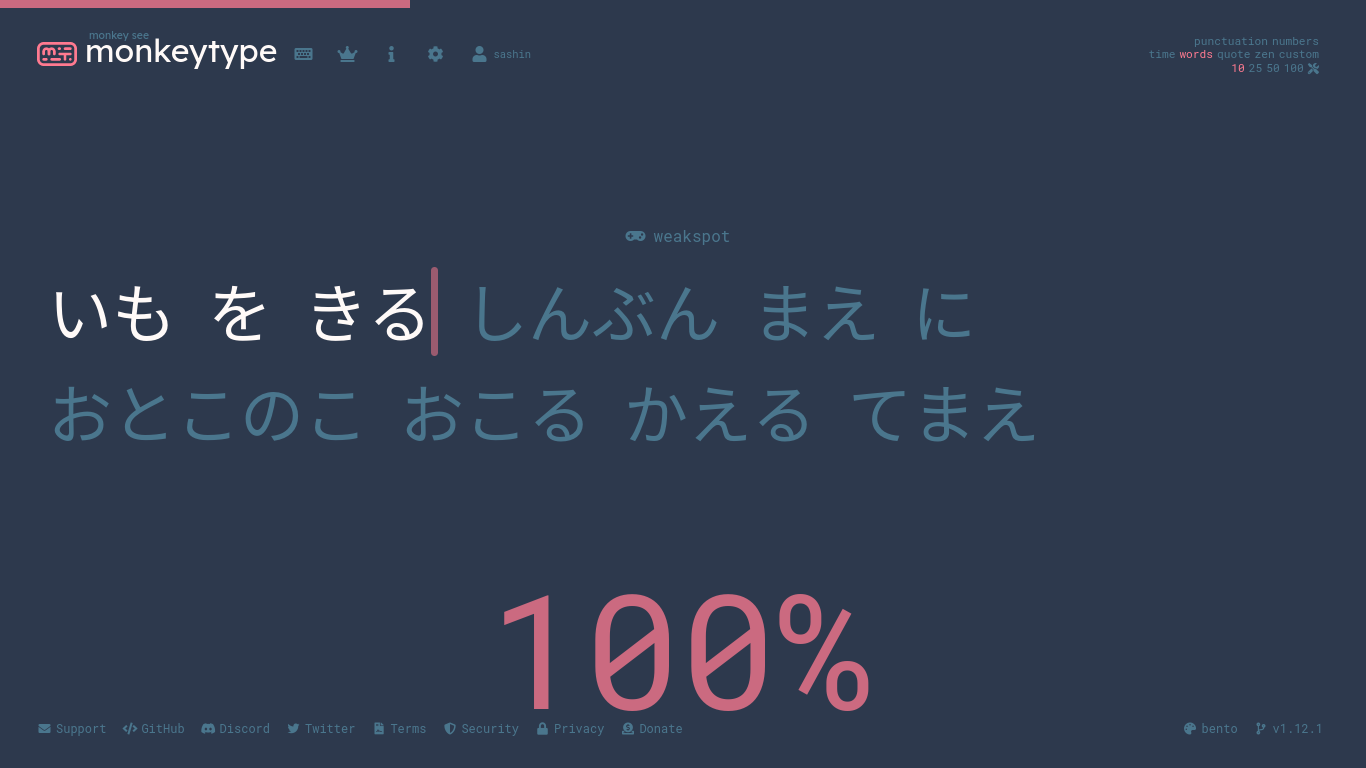 monkey see
monkeytype
sashin
punctuation numbers
time words quote zen custom
10 25 50 100
weakspot
いも を きる しんぶん まえ に
おとこのこ おこる かえる てまえ
100%
Support GitHub Discord Twitter Terms Security Privacy Donate
bento v1.12.1